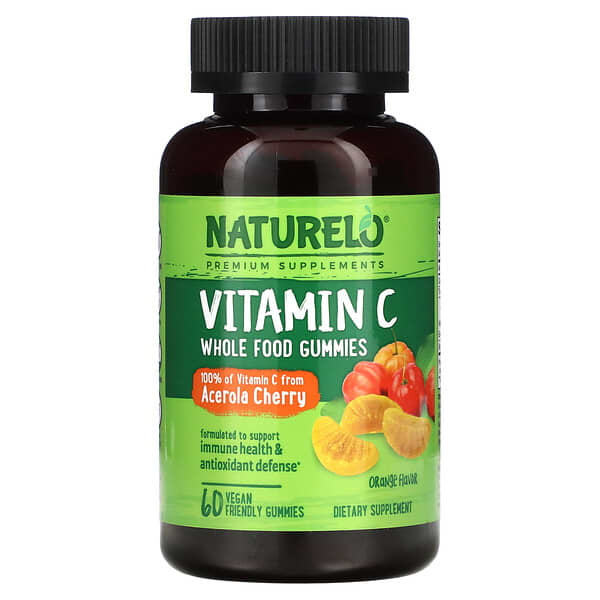 NATURELO®
PREMIUM SUPPLEMENTS
VITAMIN C
WHOLE FOOD GUMMIES
100% of Vitamin C from
Acerola Cherry
formulated to support
immune health &
antioxidant defense*
60 VEGAN
FRIENDLY GUMMIES
Orange flavor
DIETARY SUPPLEMENT